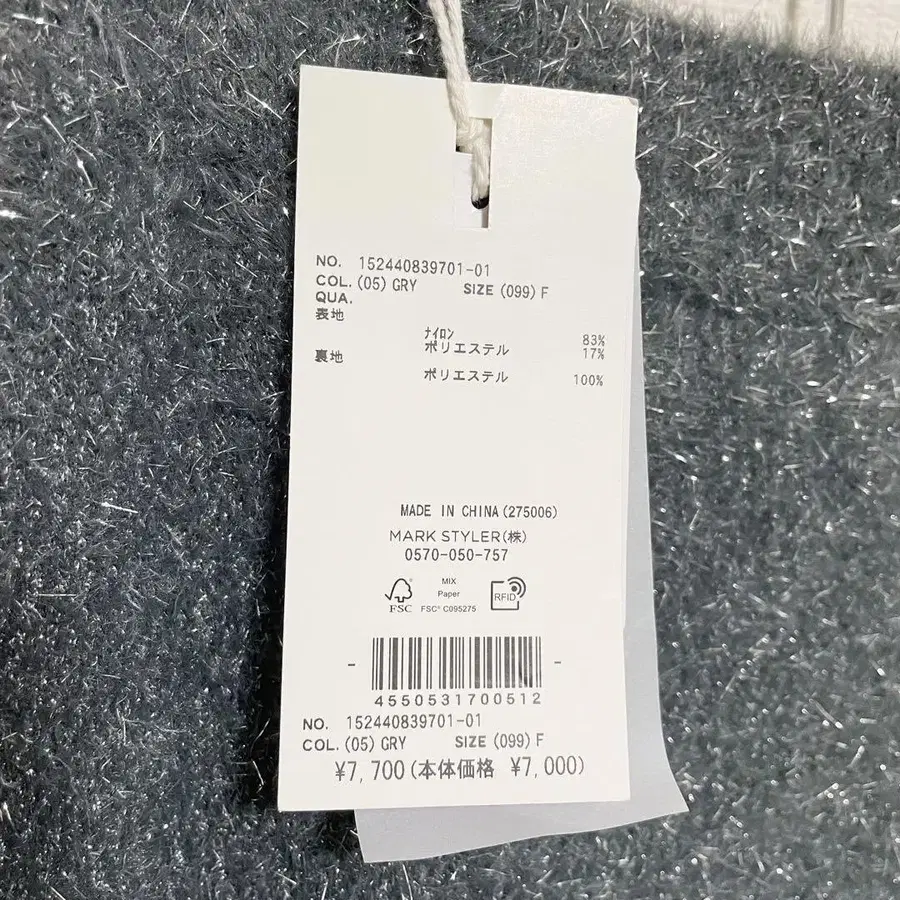 NO. 152440839701-01
COL. (05) GRY SIZE (099) F
QUA.
表地
ナイロン 83%
ポリエステル 17%
裏地
ポリエステル 100%
MADE IN CHINA (275006)
MARK STYLER(株)
0570-050-757
FSC
MIX
Paper
FSC® C095275
RFID
4550531700512
NO. 152440839701-01
COL. (05) GRY SIZE (099) F
¥7,700(本体価格 ¥7,000)